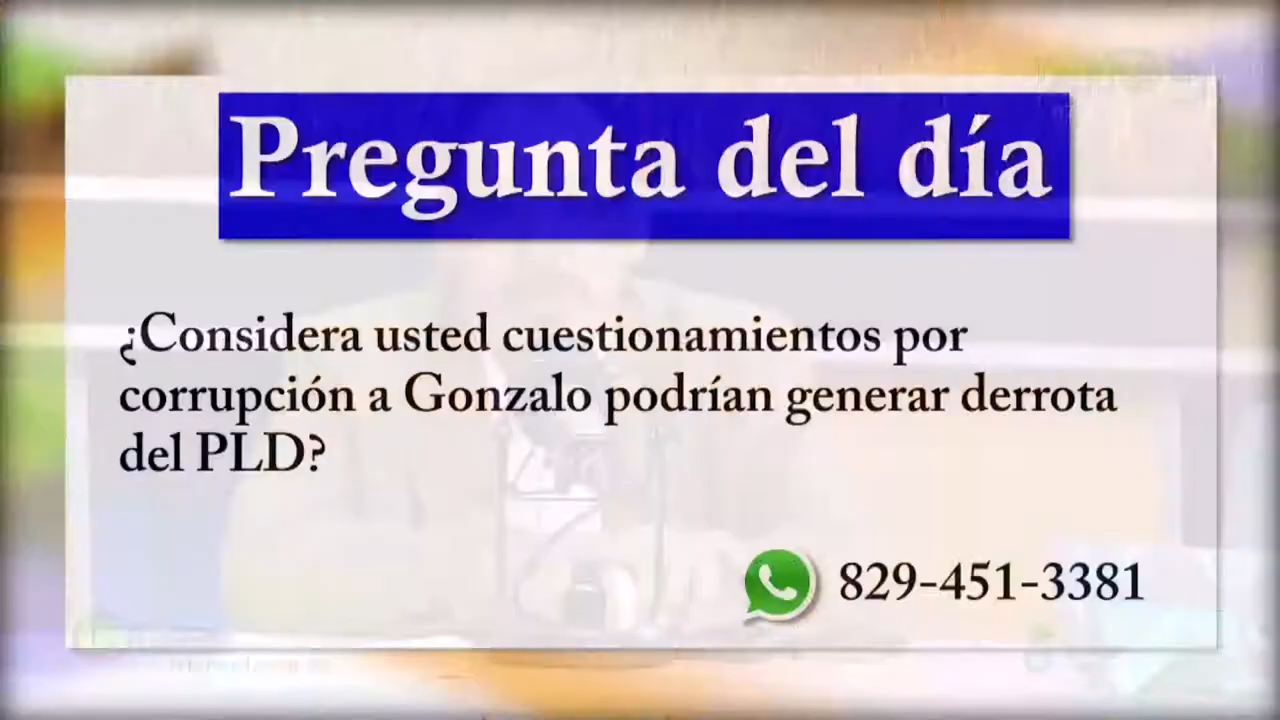 Pregunta del día
¿Considera usted cuestionamientos por
corrupción a Gonzalo podrían generar derrota
del PLD?
829-451-3381